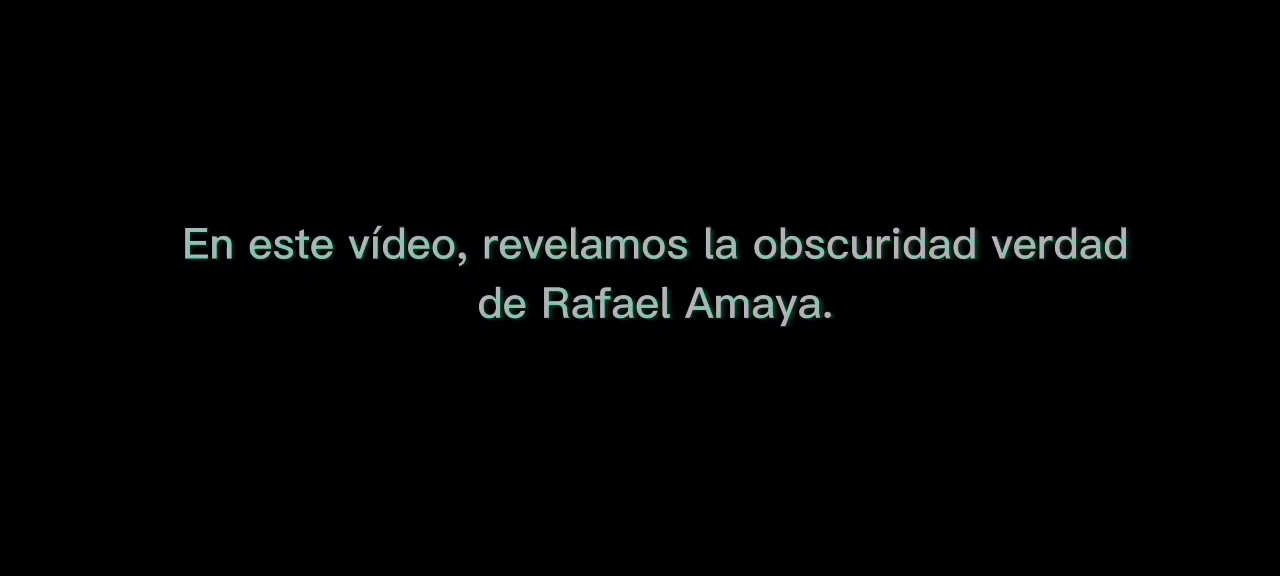 En este vídeo, revelamos la obscuridad verdad
de Rafael Amaya.